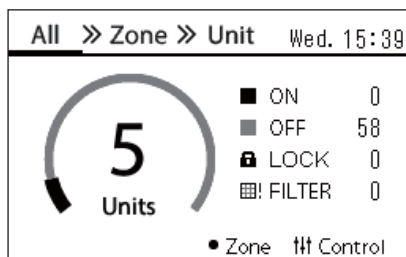 All » Zone » Unit Wed. 15:39
ON 0
OFF 58
LOCK 0
FILTER 0
5
Units
● Zone Control